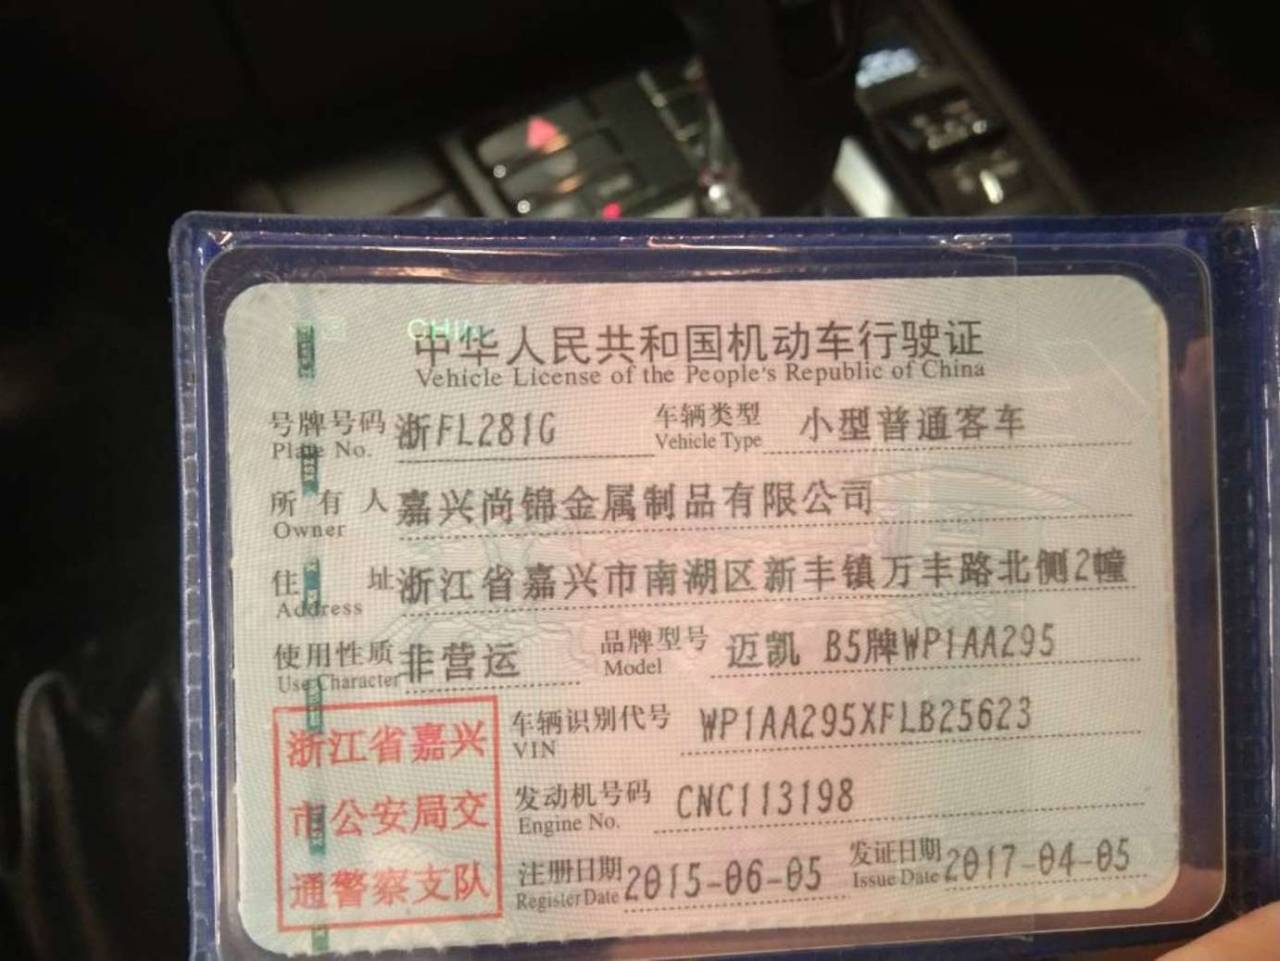 中华人民共和国机动车行驶证
Vehicle License of the People's Republic of China
号牌号码 浙FL281G 车辆类型 小型普通客车
Plate No. Vehicle Type
所有人 嘉兴尚锦金属制品有限公司
Owner
住址 浙江省嘉兴市南湖区新丰镇万丰路北侧2幢
Address
使用性质 非营运 品牌型号 迈凯 B5牌WP1AA295
Use Character Model
浙江省嘉兴
市公安局交
通警察支队
车辆识别代号 WP1AA295XFLB25623
VIN
发动机号码 CNC113198
Engine No.
注册日期 2015-06-05 发证日期 2017-04-05
Register Date Issue Date